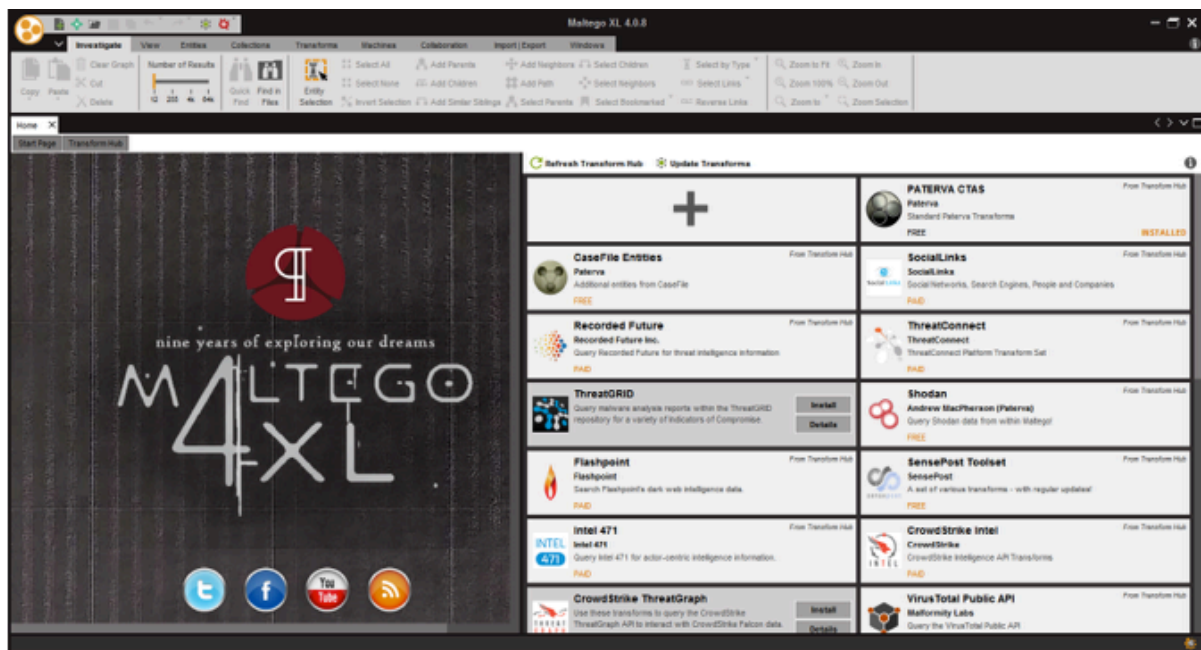 Maltego XL 4.0.8
Investigate View Entities Collections Transforms Machines Collaboration Import | Export Windows
Copy Paste Clear Graph Cut Delete
Number of Results
12 255 4k 64k
Quick Find Find in Files
Entity Selection
Select All Add Parents Add Neighbors Select Children Select by Type Zoom to Fit Zoom In
Select None Add Children Add Path Select Neighbors Select Links Zoom 100% Zoom Out
Invert Selection Add Similar Siblings Select Parents Select Bookmarked Reverse Links Zoom to Zoom Selection
Home
Start Page Transform Hub
nine years of exploring our dreams
MALTEGO
4XL
You Tube
Refresh Transform Hub Update Transforms
PATERVA CTAS
From Transform Hub
Paterva
Standard Paterva Transforms
FREE INSTALLED
CaseFile Entities
From Transform Hub
Paterva
Additional entities from CaseFile
FREE
SocialLinks
From Transform Hub
SocialLinks
Social Networks, Search Engines, People and Companies
PAID
Recorded Future
From Transform Hub
Recorded Future Inc.
Query Recorded Future for threat intelligence information
PAID
ThreatConnect
From Transform Hub
ThreatConnect
ThreatConnect Platform Transform Set
PAID
ThreatGRID
Query malware analysis reports within the ThreatGRID
repository for a variety of Indicators of Compromise.
Install
Details
Shodan
From Transform Hub
Andrew MacPherson (Paterva)
Query Shodan data from within Maltego!
FREE
Flashpoint
From Transform Hub
Flashpoint
Search Flashpoint's dark web intelligence data.
PAID
SensePost Toolset
From Transform Hub
SensePost
A set of various transforms - with regular updates!
FREE
INTEL
471
Intel 471
From Transform Hub
Intel 471
Query Intel 471 for actor-centric intelligence information.
PAID
INTEL
CrowdStrike Intel
From Transform Hub
CrowdStrike
CrowdStrike Intelligence API Transforms
PAID
THREAT
CrowdStrike ThreatGraph
Use these transforms to query the CrowdStrike
ThreatGraph API to interact with CrowdStrike Falcon data.
Install
Details
VirusTotal Public API
From Transform Hub
Malformity Labs
Query the VirusTotal Public API